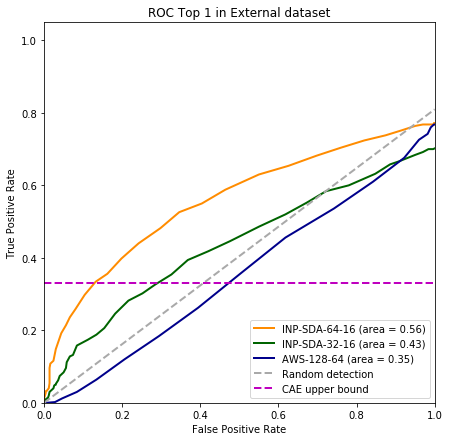 ROC Top 1 in External dataset
True Positive Rate
1.0
0.8
0.6
0.4
0.2
0.0
INP-SDA-64-16 (area = 0.56)
INP-SDA-32-16 (area = 0.43)
AWS-128-64 (area = 0.35)
Random detection
CAE upper bound
0.0 0.2 0.4 0.6 0.8 1.0
False Positive Rate